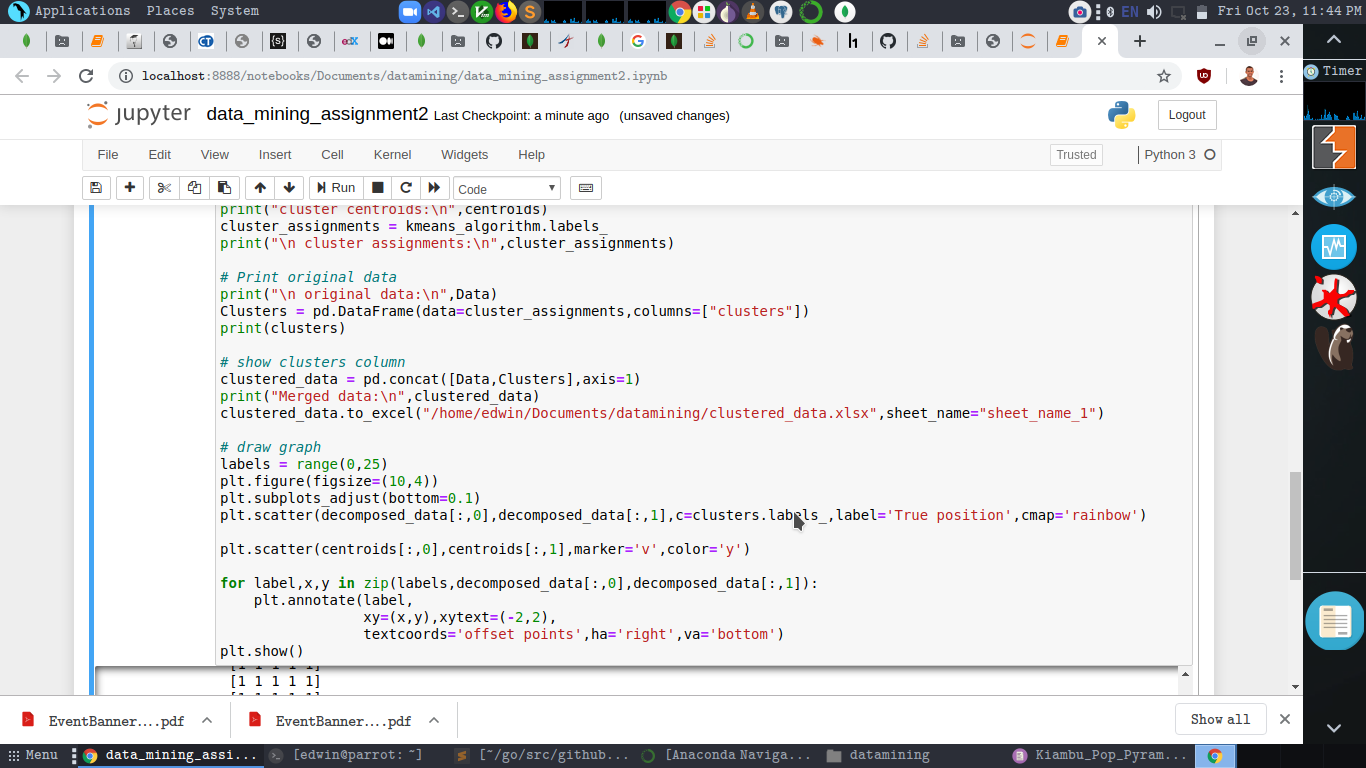 Applications Places System
EN Fri Oct 23, 11:44 PM
Timer
localhost:8888/notebooks/Documents/datamining/data_mining_assignment2.ipynb
jupyter data_mining_assignment2 Last Checkpoint: a minute ago (unsaved changes)
Logout
File Edit View Insert Cell Kernel Widgets Help
Trusted
Python 3
Run
Code
print("cluster centroids:\n",centroids)
cluster_assignments = kmeans_algorithm.labels_
print("\n cluster assignments:\n",cluster_assignments)
# Print original data
print("\n original data:\n",Data)
Clusters = pd.DataFrame(data=cluster_assignments,columns=["clusters"])
print(clusters)
# show clusters column
clustered_data = pd.concat([Data,Clusters],axis=1)
print("Merged data:\n",clustered_data)
clustered_data.to_excel("/home/edwin/Documents/datamining/clustered_data.xlsx",sheet_name="sheet_name_1")
# draw graph
labels = range(0,25)
plt.figure(figsize=(10,4))
plt.subplots_adjust(bottom=0.1)
plt.scatter(decomposed_data[:,0],decomposed_data[:,1],c=clusters.labels_,label='True position',cmap:'rainbow')
plt.scatter(centroids[:,0],centroids[:,1],marker='v',color='y')
for label,x,y in zip(labels,decomposed_data[:,0],decomposed_data[:,1]):
plt.annotate(label,
xy=(x,y),xytext=(-2,2),
textcoords='offset points',ha='right',va='bottom')
plt.show()
[1 1 1 1 1]
[1 1 1 1 1]
EventBanner....pdf
EventBanner....pdf
Show all
Menu
data_mining_assi...
[edwin@parrot: ~]
[~/go/src/github...
[Anaconda Naviga...
datamining
Kiambu_Pop_Pyram...